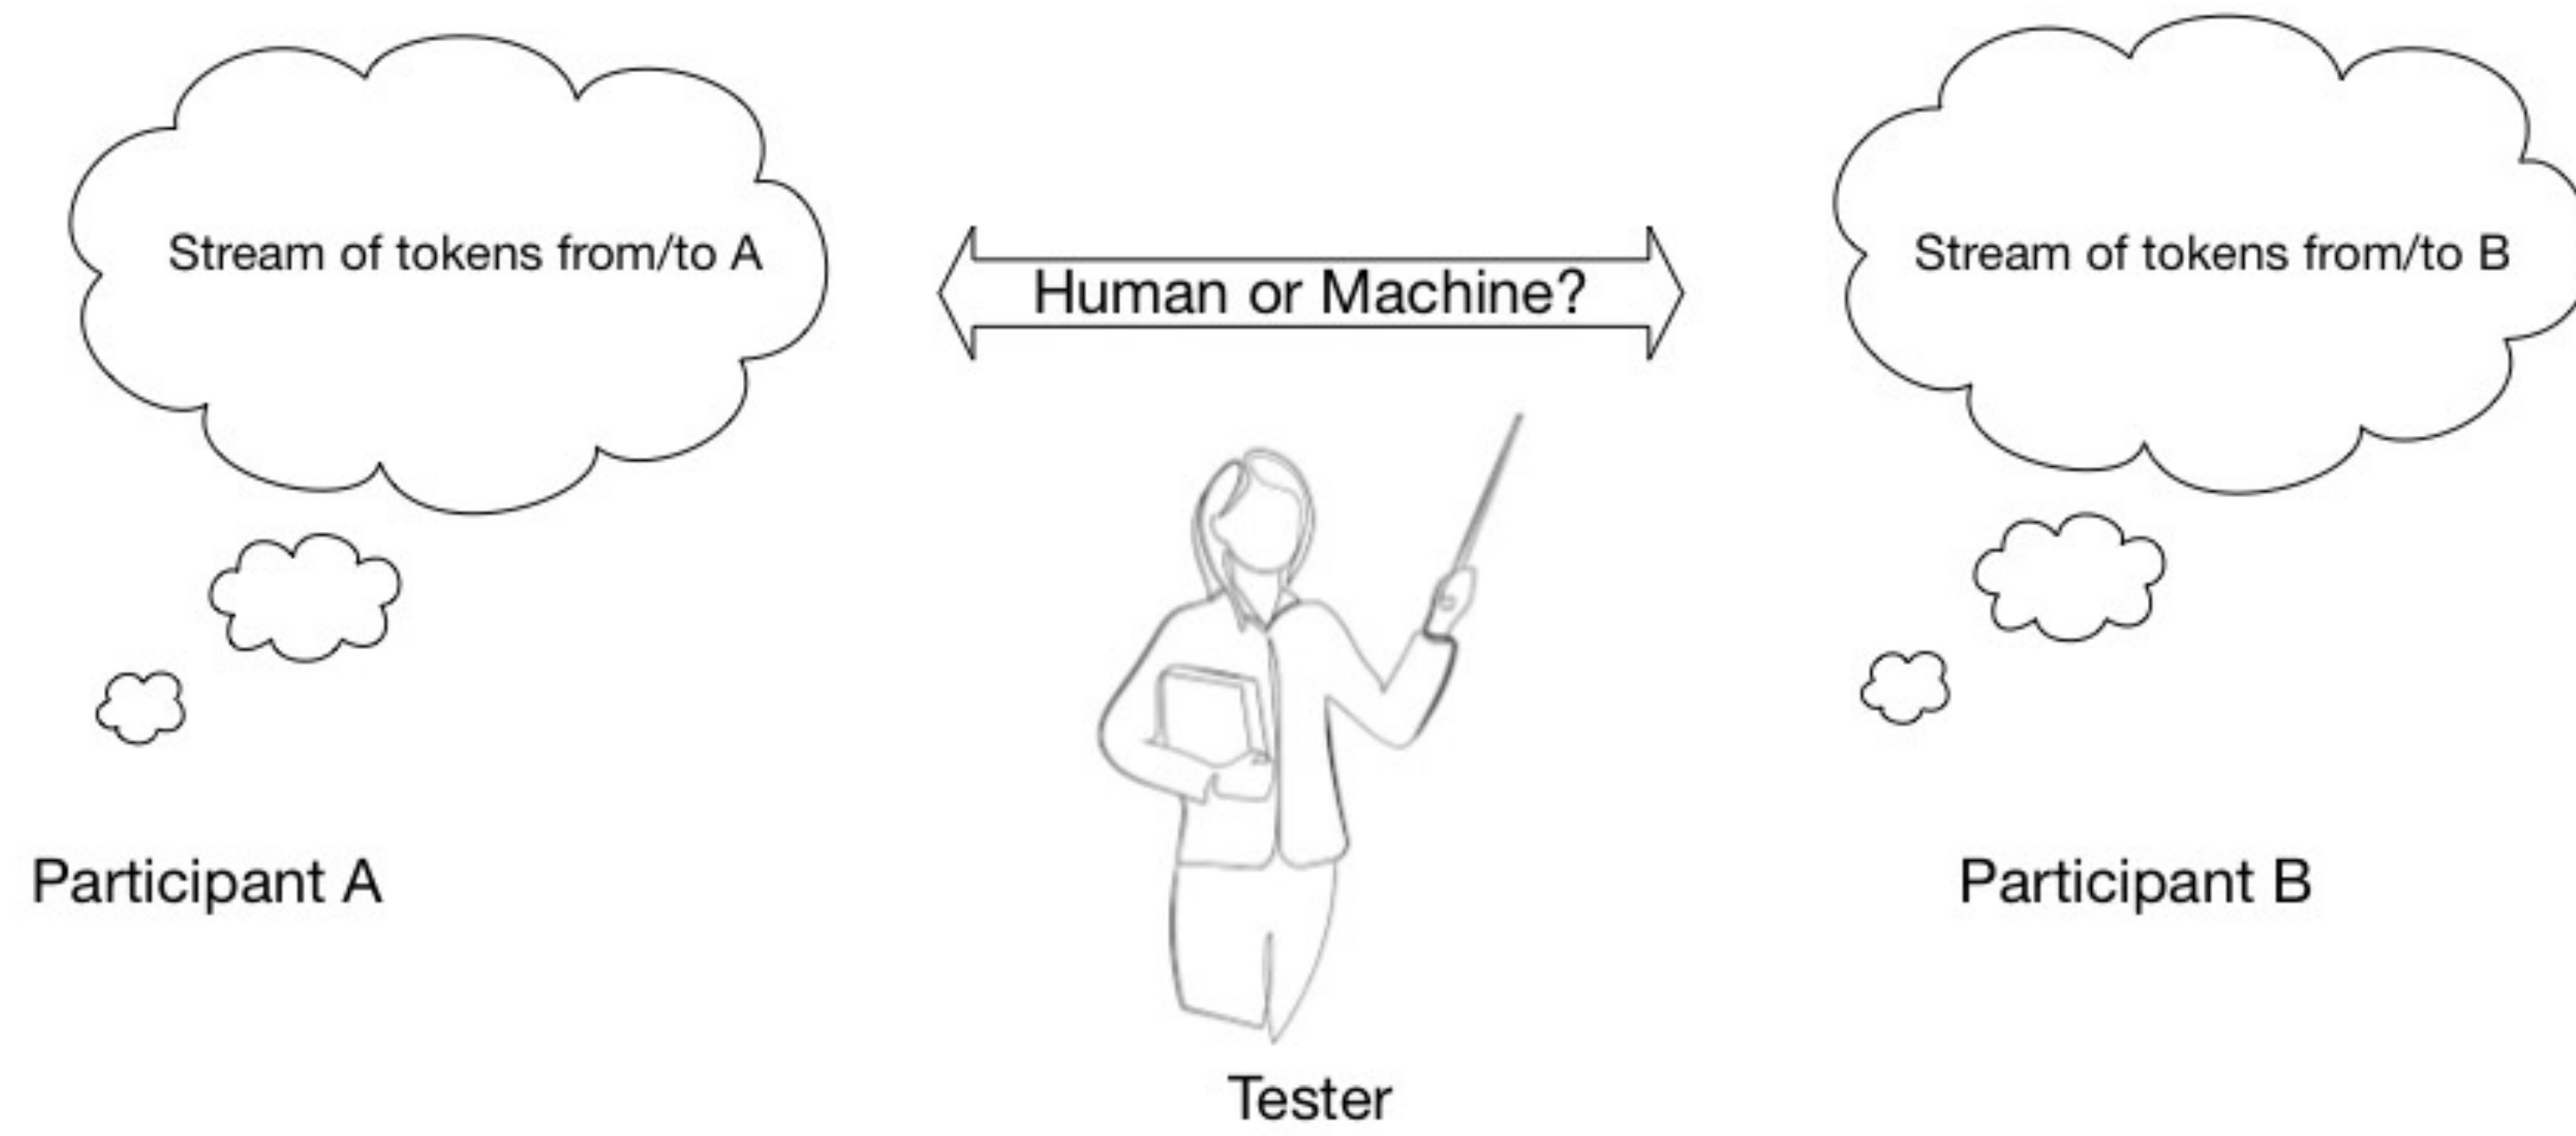 Stream of tokens from/to A
Human or Machine?
Stream of tokens from/to B
Participant A
Participant B
Tester